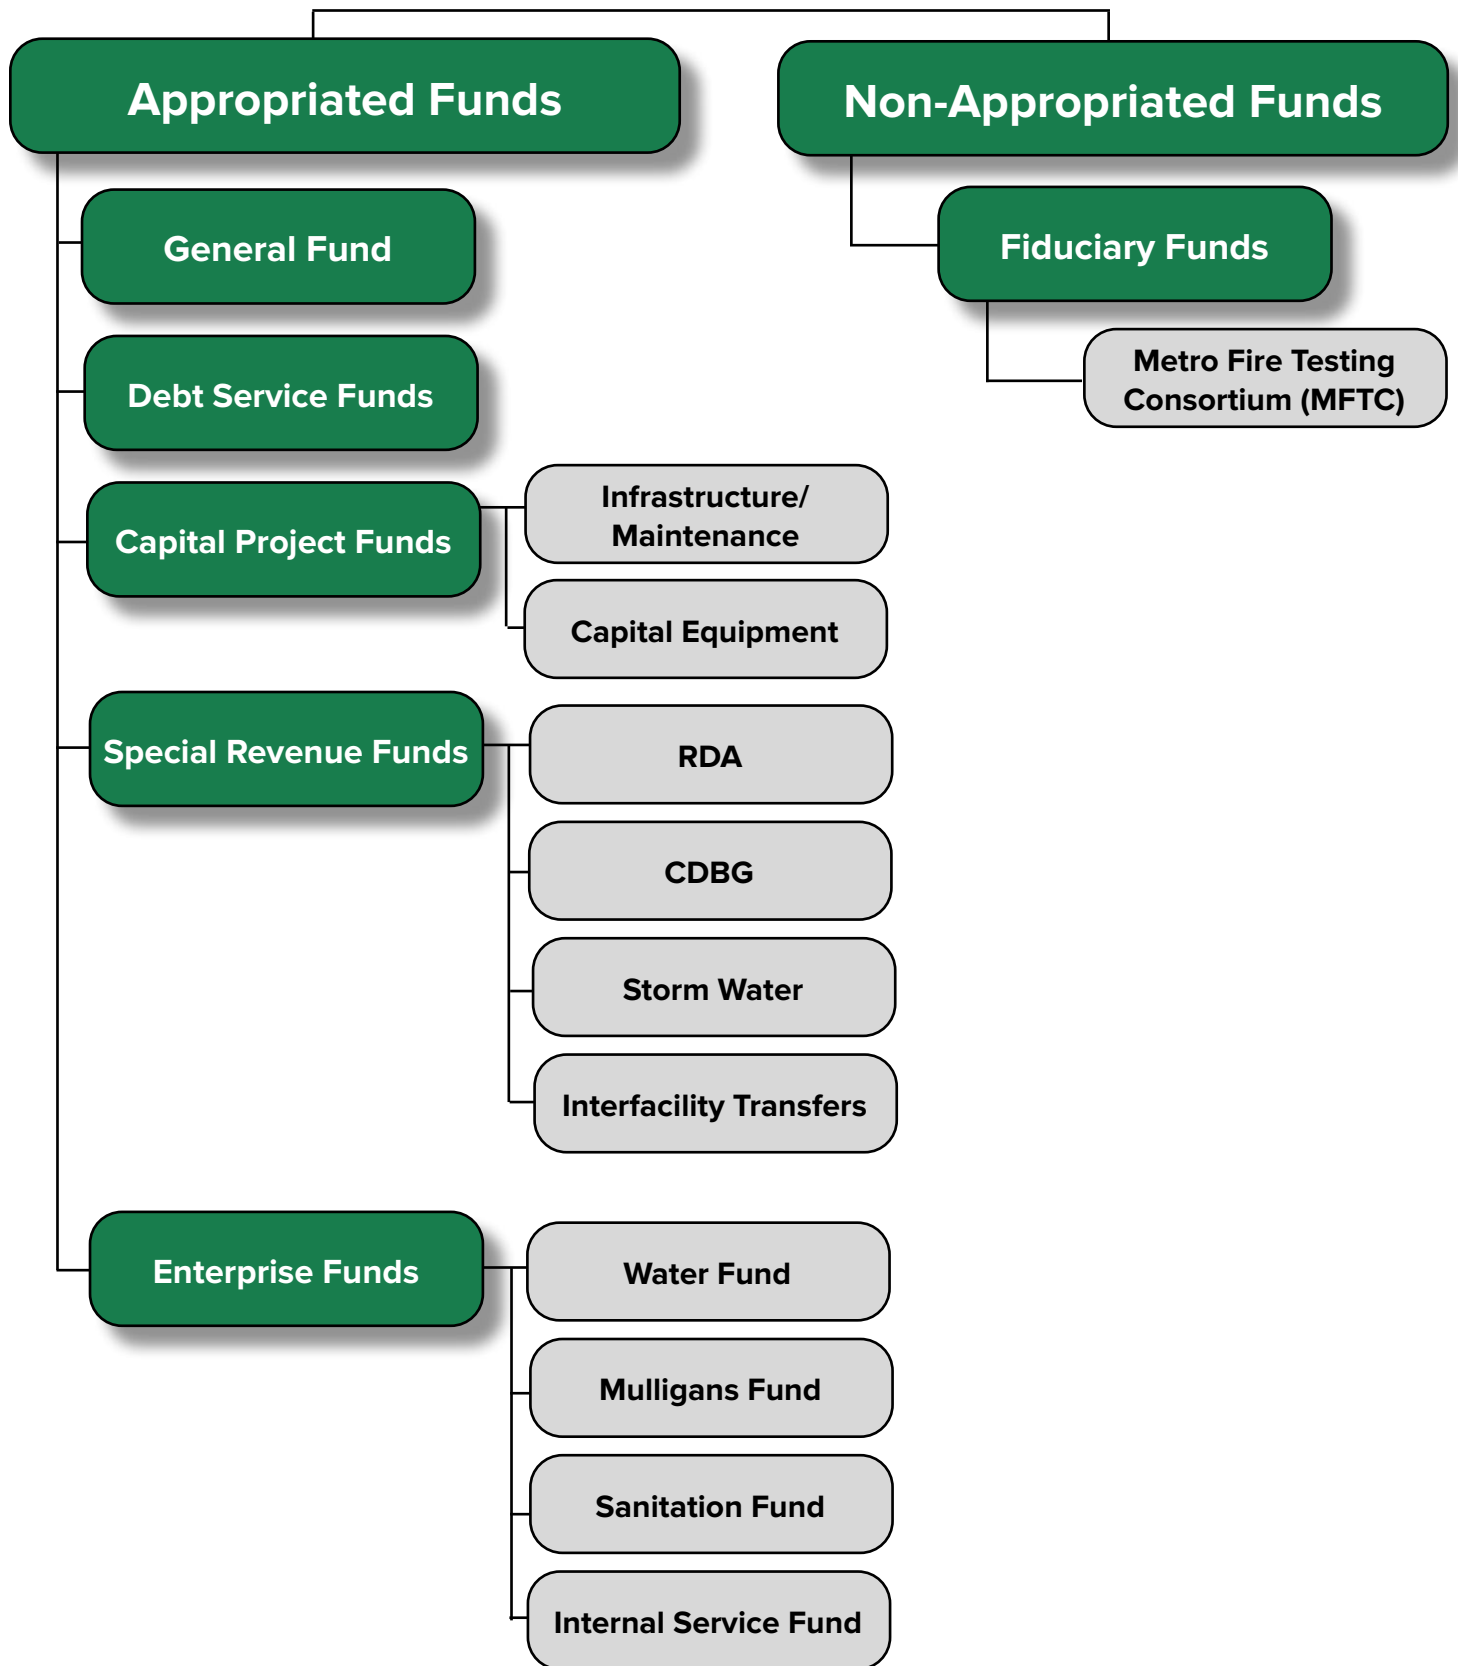 Appropriated Funds
Non-Appropriated Funds
General Fund
Fiduciary Funds
Metro Fire Testing
Consortium (MFTC)
Debt Service Funds
Capital Project Funds
Infrastructure/
Maintenance
Capital Equipment
Special Revenue Funds
RDA
CDBG
Storm Water
Interfacility Transfers
Enterprise Funds
Water Fund
Mulligans Fund
Sanitation Fund
Internal Service Fund